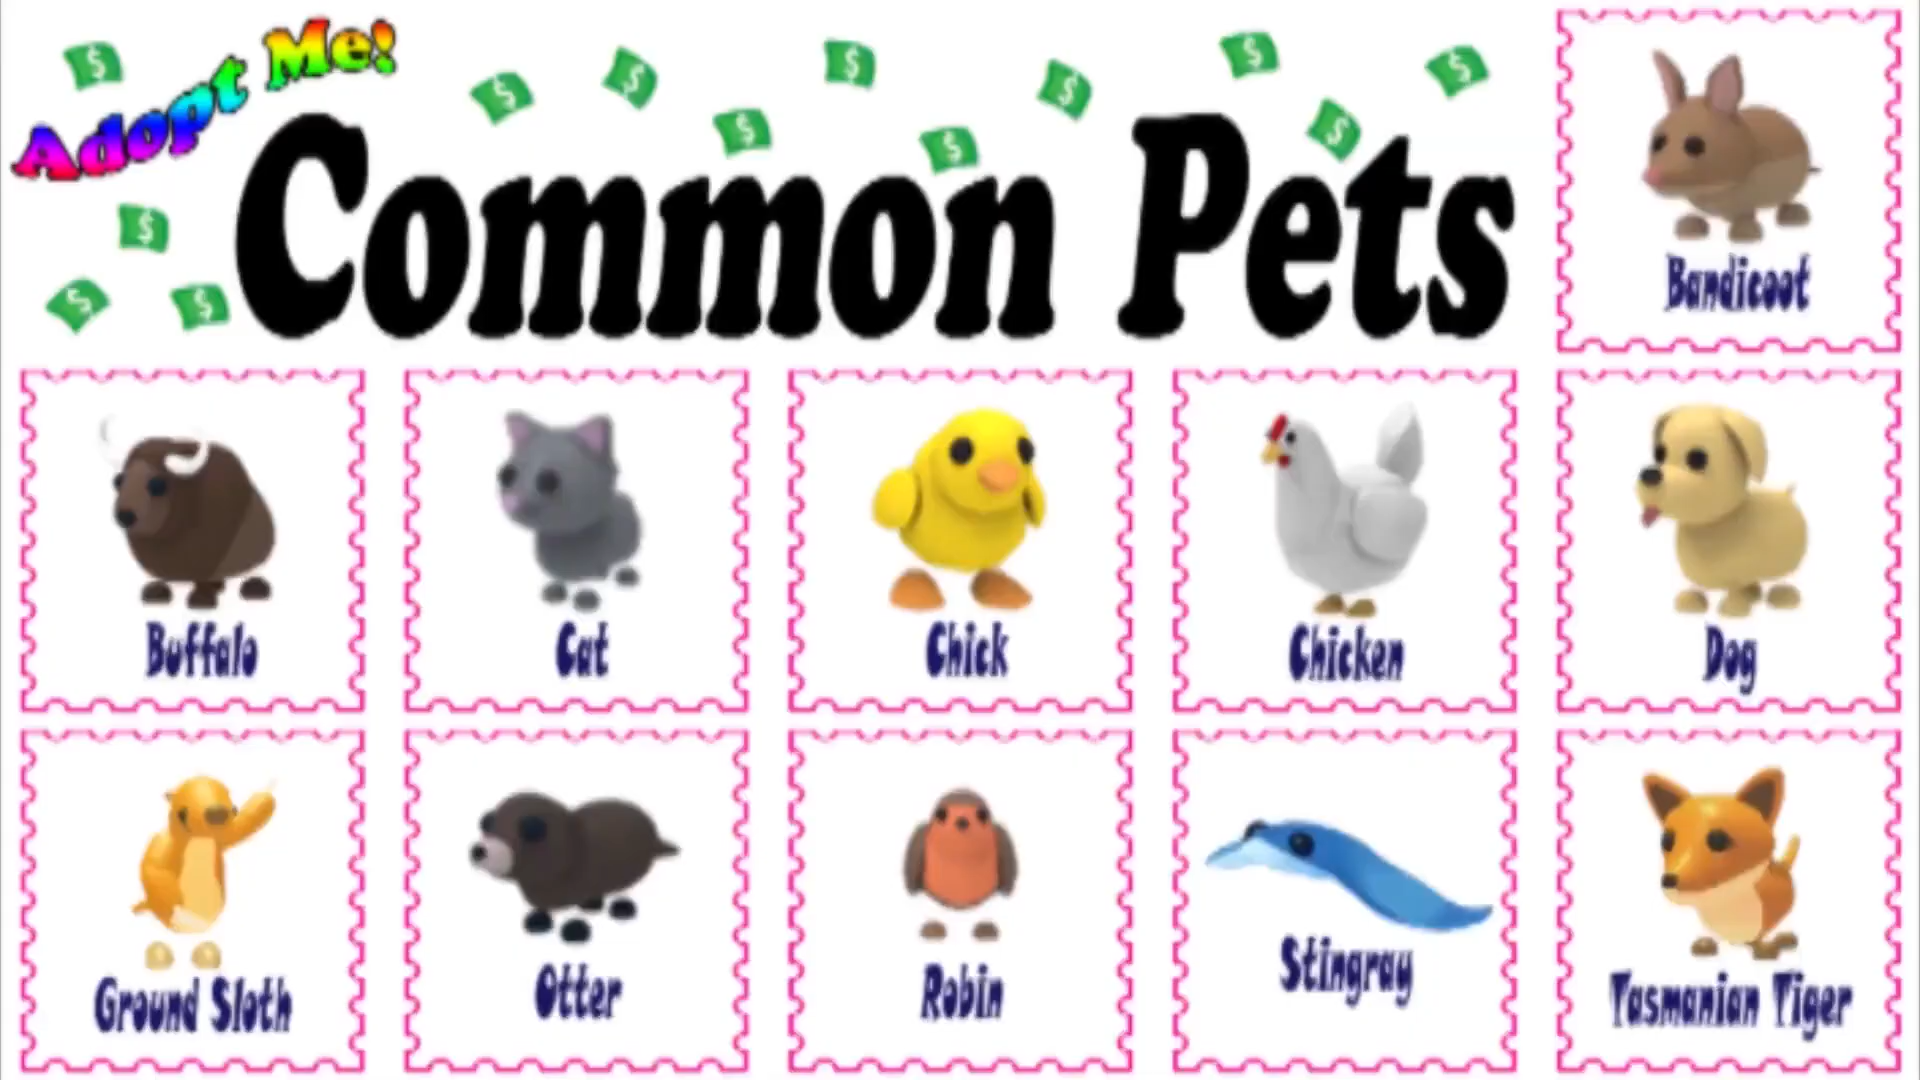 Adopt Me!
Common Pets
Bandicoot
Buffalo
Cat
Chick
Chicken
Dog
Ground Sloth
Otter
Robin
Stingray
Tasmanian Tiger